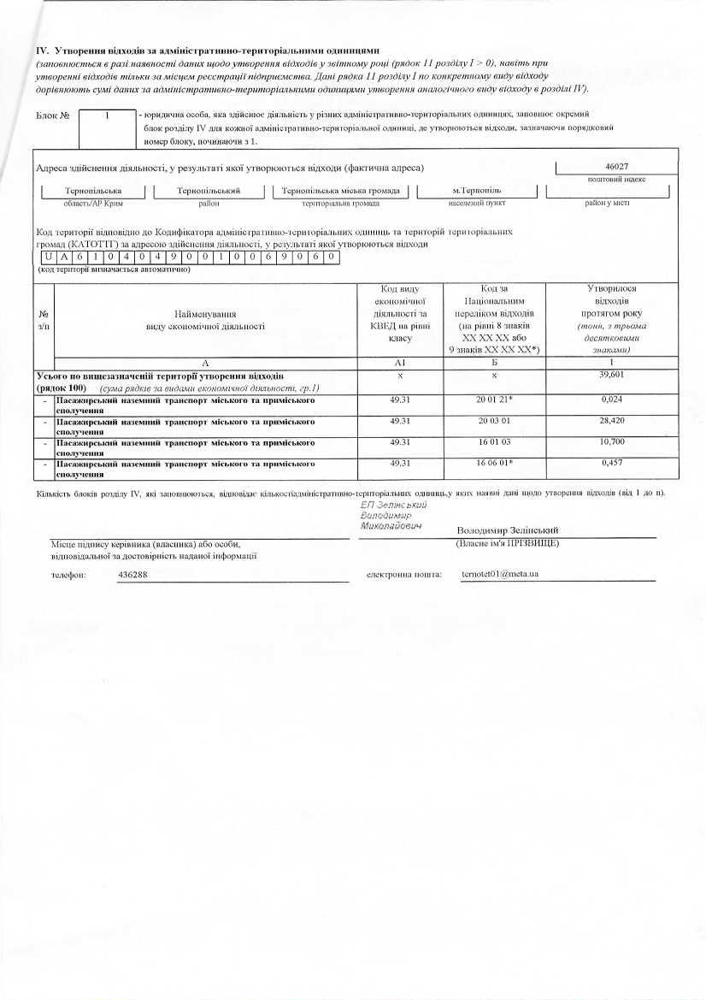 IV. Утворення відходів за адміністративно-територіальними одиницями
(заповнюється в разі наявності даних щодо утворення відходів у звітному році (рядок 11 розділу I > 0), навіть при
утворенні відходів тільки за місцем реєстрації підприємства. Дані рядка 11 розділу I по конкретному виду відходу
дорівнюють сумі даних за адміністративно-територіальними одиницями утворення аналогічного виду відходу в розділі IV).
Блок № 1 - юридична особа, яка здійснює діяльність у різних адміністративно-територіальних одиницях, заповнює окремий
блок розділу IV для кожної адміністративно-територіальної одиниці, де утворюються відходи, зазначаючи порядковий
номер блоку, починаючи з 1.
Адреса здійснення діяльності, у результаті якої утворюються відходи (фактична адреса) 46027
поштовий індекс
Тернопільська Тернопільський Тернопільська міська громада м.Тернопіль
область/АР Крим район територіальна громада населений пункт район у місті
Код території відповідно до Кодифікатора адміністративно-територіальних одиниць та територій територіальних
громад (КАТОТТГ) за адресою здійснення діяльності, у результаті якої утворюються відходи
U A 6 1 0 4 0 4 9 0 0 1 0 0 6 9 0 6 0
(код території визначається автоматично)
№
з/п
Найменування
виду економічної діяльності
Код виду
економічної
діяльності за
КВЕД на рівні
класу
Код за
Національним
переліком відходів
(на рівні 8 знаків
XX XX XX або
9 знаків XX XX XX*)
Утворилося
відходів
протягом року
(тонн, з трьома
десятковими
знаками)
А А1 Б 1
Усього по вищезазначеній території утворення відходів x x 39,601
(рядок 100) (сума рядків за видами економічної діяльності, гр.1)
- Пасажирський наземний транспорт міського та приміського 49.31 20 01 21* 0,024
сполучення
- Пасажирський наземний транспорт міського та приміського 49.31 20 03 01 28,420
сполучення
- Пасажирський наземний транспорт міського та приміського 49.31 16 01 03 10,700
сполучення
- Пасажирський наземний транспорт міського та приміського 49.31 16 06 01* 0,457
сполучення
Кількість блоків розділу IV, які заповнюються, відповідає кількостіадміністративно-територіальних одиниць,у яких наявні дані щодо утворення відходів (від 1 до n).
ЕП Зелінський
Володимир
Миколайович
Володимир Зелінський
Місце підпису керівника (власника) або особи, (Власне ім'я ПРІЗВИЩЕ)
відповідальної за достовірність наданої інформації
телефон: 436288 електронна пошта: ternotet01@meta.ua